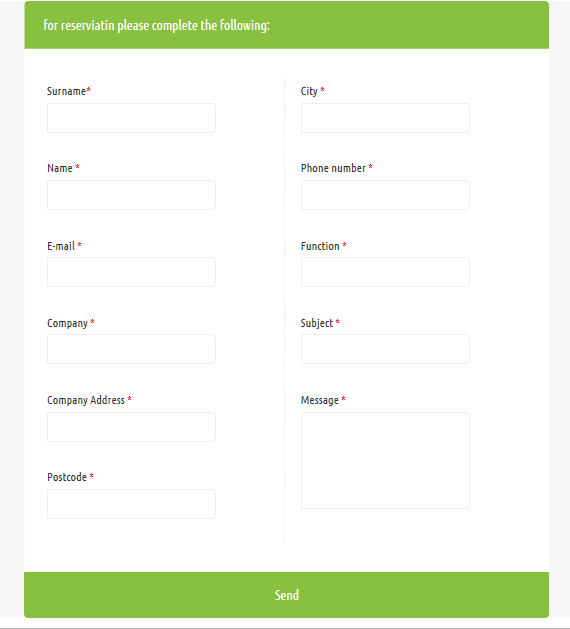 for reserviatin please complete the following:
Surname*
Name *
E-mail *
Company *
Company Address *
Postcode *
City *
Phone number *
Function *
Subject *
Message *
Send